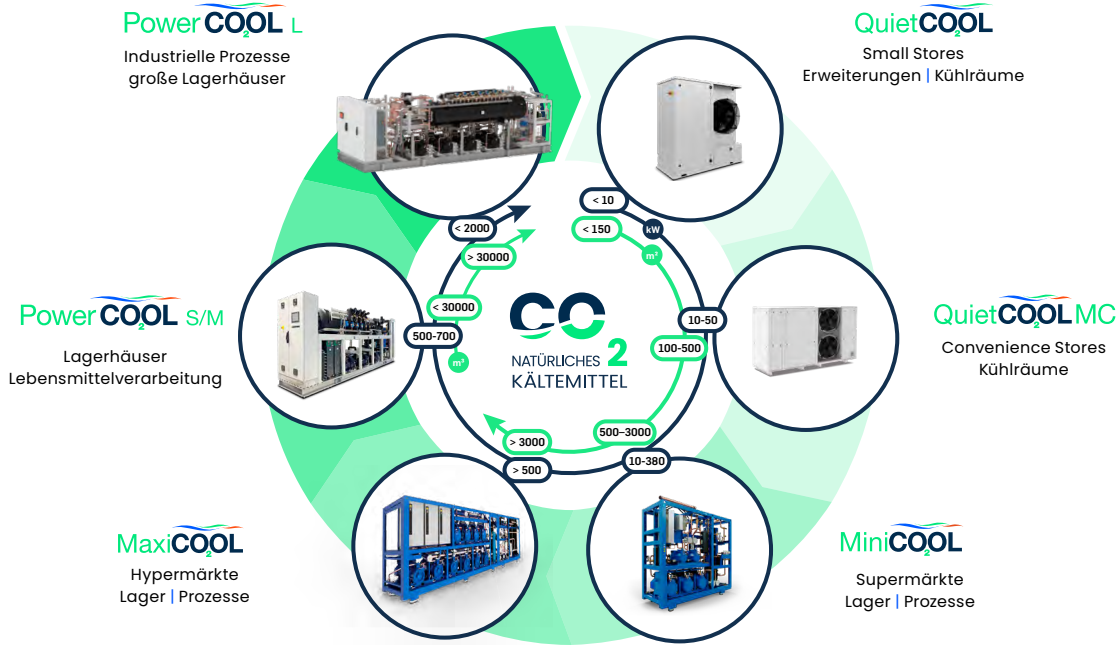 PowerCO₂OL L
Industrielle Prozesse
große Lagerhäuser
QuietCO₂OL
Small Stores
Erweiterungen | Kühlräume
< 10
kW
< 150
m²
< 2000
> 30000
< 30000
500-700
m³
CO2
NATÜRLICHES
KÄLTEMITTEL
10-50
100-500
500–3000
10-380
> 3000
> 500
PowerCO₂OL S/M
Lagerhäuser
Lebensmittelverarbeitung
QuietCO₂OL MC
Convenience Stores
Kühlräume
MaxiCO₂OL
Hypermärkte
Lager | Prozesse
MiniCO₂OL
Supermärkte
Lager | Prozesse